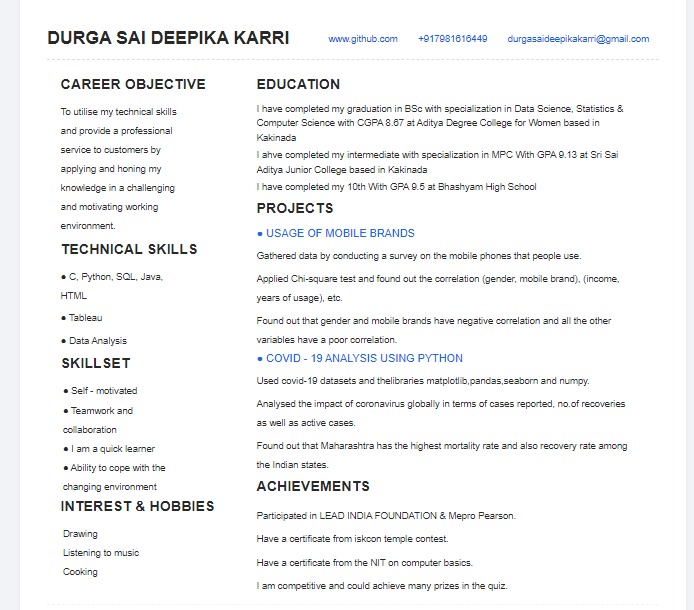 DURGA SAI DEEPIKA KARRI
www.github.com
+917981616449
durgasaideepikakarri@gmail.com
CAREER OBJECTIVE
To utilise my technical skills
and provide a professional
service to customers by
applying and honing my
knowledge in a challenging
and motivating working
environment.
TECHNICAL SKILLS
● C, Python, SQL, Java,
HTML
● Tableau
● Data Analysis
SKILLSET
● Self - motivated
● Teamwork and
collaboration
● I am a quick learner
● Ability to cope with the
changing environment
INTEREST & HOBBIES
Drawing
Listening to music
Cooking
EDUCATION
I have completed my graduation in BSc with specialization in Data Science, Statistics &
Computer Science with CGPA 8.67 at Aditya Degree College for Women based in
Kakinada
I ahve completed my intermediate with specialization in MPC With GPA 9.13 at Sri Sai
Aditya Junior College based in Kakinada
I have completed my 10th With GPA 9.5 at Bhashyam High School
PROJECTS
● USAGE OF MOBILE BRANDS
Gathered data by conducting a survey on the mobile phones that people use.
Applied Chi-square test and found out the correlation (gender, mobile brand), (income,
years of usage), etc.
Found out that gender and mobile brands have negative correlation and all the other
variables have a poor correlation.
● COVID - 19 ANALYSIS USING PYTHON
Used covid-19 datasets and thelibraries matplotlib,pandas,seaborn and numpy.
Analysed the impact of coronavirus globally in terms of cases reported, no.of recoveries
as well as active cases.
Found out that Maharashtra has the highest mortality rate and also recovery rate among
the Indian states.
ACHIEVEMENTS
Participated in LEAD INDIA FOUNDATION & Mepro Pearson.
Have a certificate from iskcon temple contest.
Have a certificate from the NIT on computer basics.
I am competitive and could achieve many prizes in the quiz.